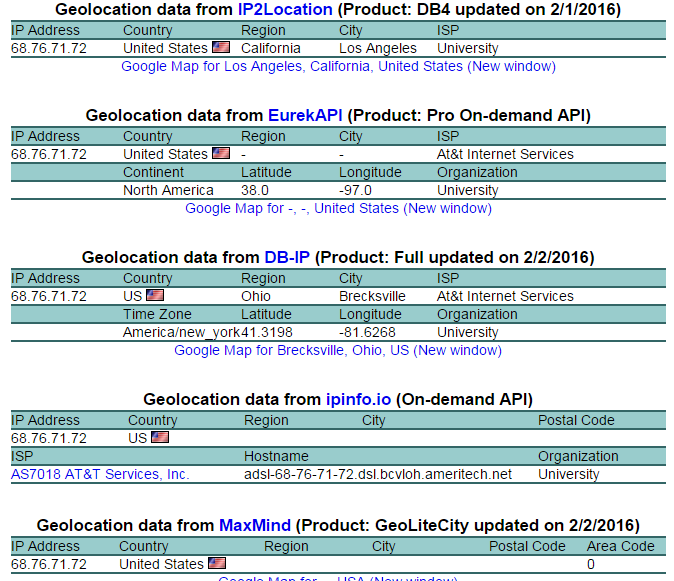 Geolocation data from IP2Location (Product: DB4 updated on 2/1/2016)
IP Address Country Region City ISP
68.76.71.72 United States California Los Angeles University
Google Map for Los Angeles, California, United States (New window)
Geolocation data from EurekAPI (Product: Pro On-demand API)
IP Address Country Region City ISP
68.76.71.72 United States - - At&t Internet Services
Continent Latitude Longitude Organization
North America 38.0 -97.0 University
Google Map for -, -, United States (New window)
Geolocation data from DB-IP (Product: Full updated on 2/2/2016)
IP Address Country Region City ISP
68.76.71.72 US Ohio Brecksville At&t Internet Services
Time Zone Latitude Longitude Organization
America/new_york 41.3198 -81.6268 University
Google Map for Brecksville, Ohio, US (New window)
Geolocation data from ipinfo.io (On-demand API)
IP Address Country Region City Postal Code
68.76.71.72 US
ISP Hostname Organization
AS7018 AT&T Services, Inc. adsl-68-76-71-72.dsl.bcvloh.ameritech.net University
Geolocation data from MaxMind (Product: GeoLiteCity updated on 2/2/2016)
IP Address Country Region City Postal Code Area Code
68.76.71.72 United States 0
Google Map for -, -, USA (New window)